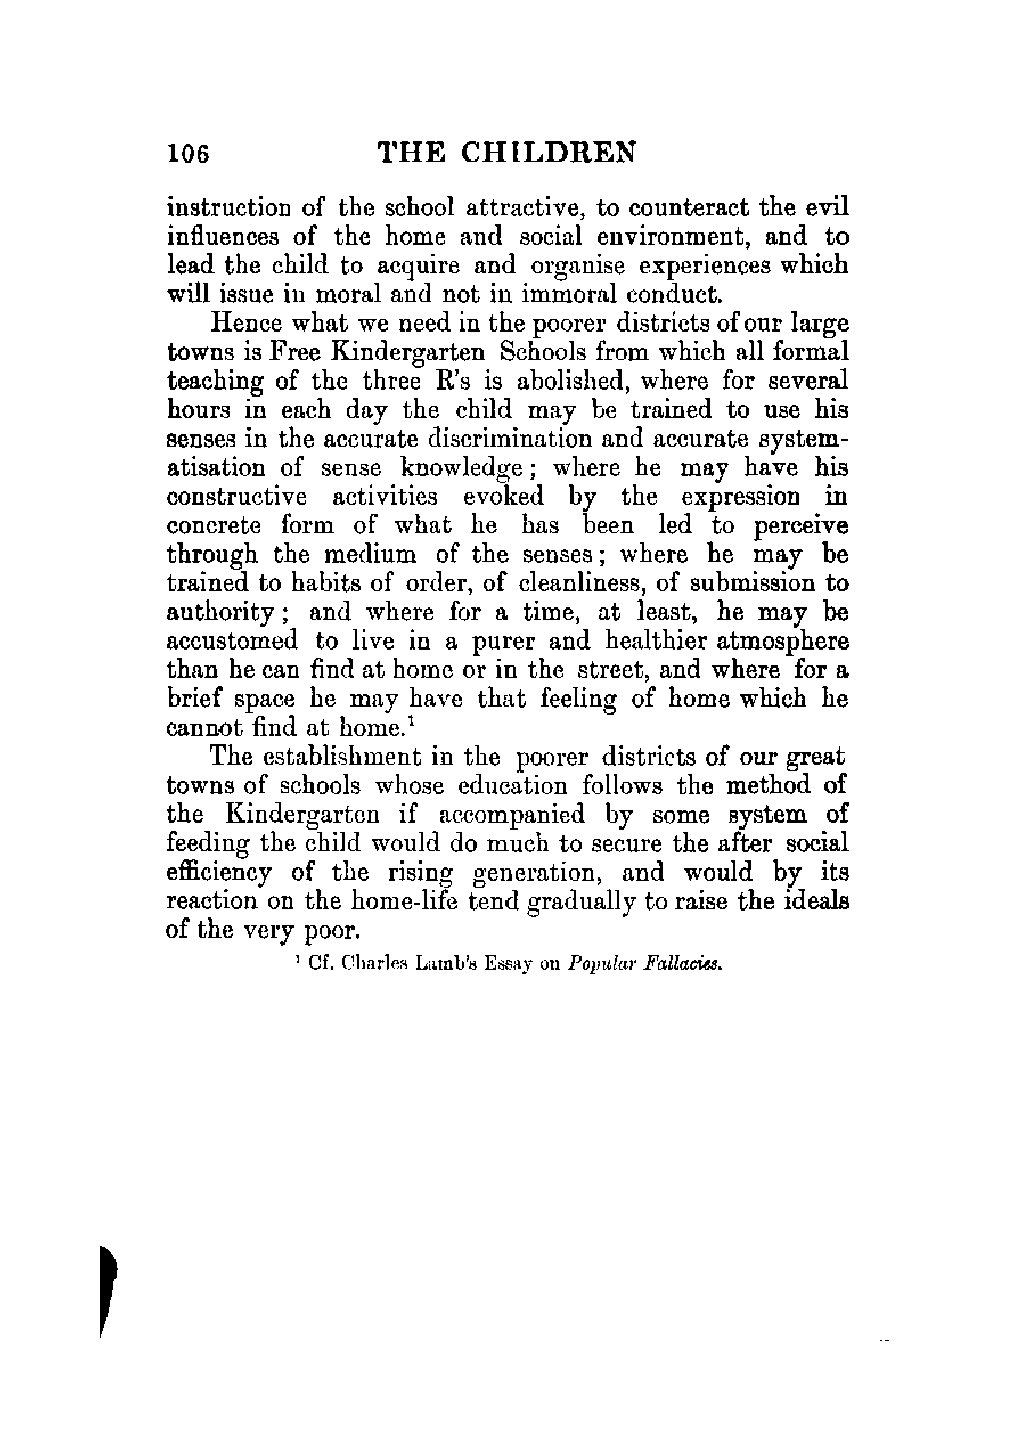 106 THE CHILDREN
instruction of the school attractive, to counteract the evil
influences of the home and social environment, and to
lead the child to acquire and organise experiences which
will issue in moral and not in immoral conduct.
Hence what we need in the poorer districts of our large
towns is Free Kindergarten Schools from which all formal
teaching of the three R's is abolished, where for several
hours in each day the child may be trained to use his
senses in the accurate discrimination and accurate system-
atisation of sense knowledge; where he may have his
constructive activities evoked by the expression in
concrete form of what he has been led to perceive
through the medium of the senses; where he may be
trained to habits of order, of cleanliness, of submission to
authority; and where for a time, at least, he may be
accustomed to live in a purer and healthier atmosphere
than he can find at home or in the street, and where for a
brief space he may have that feeling of home which he
cannot find at home.¹
The establishment in the poorer districts of our great
towns of schools whose education follows the method of
the Kindergarten if accompanied by some system of
feeding the child would do much to secure the after social
efficiency of the rising generation, and would by its
reaction on the home-life tend gradually to raise the ideals
of the very poor.
¹ Cf. Charles Lamb's Essay on Popular Fallacies.